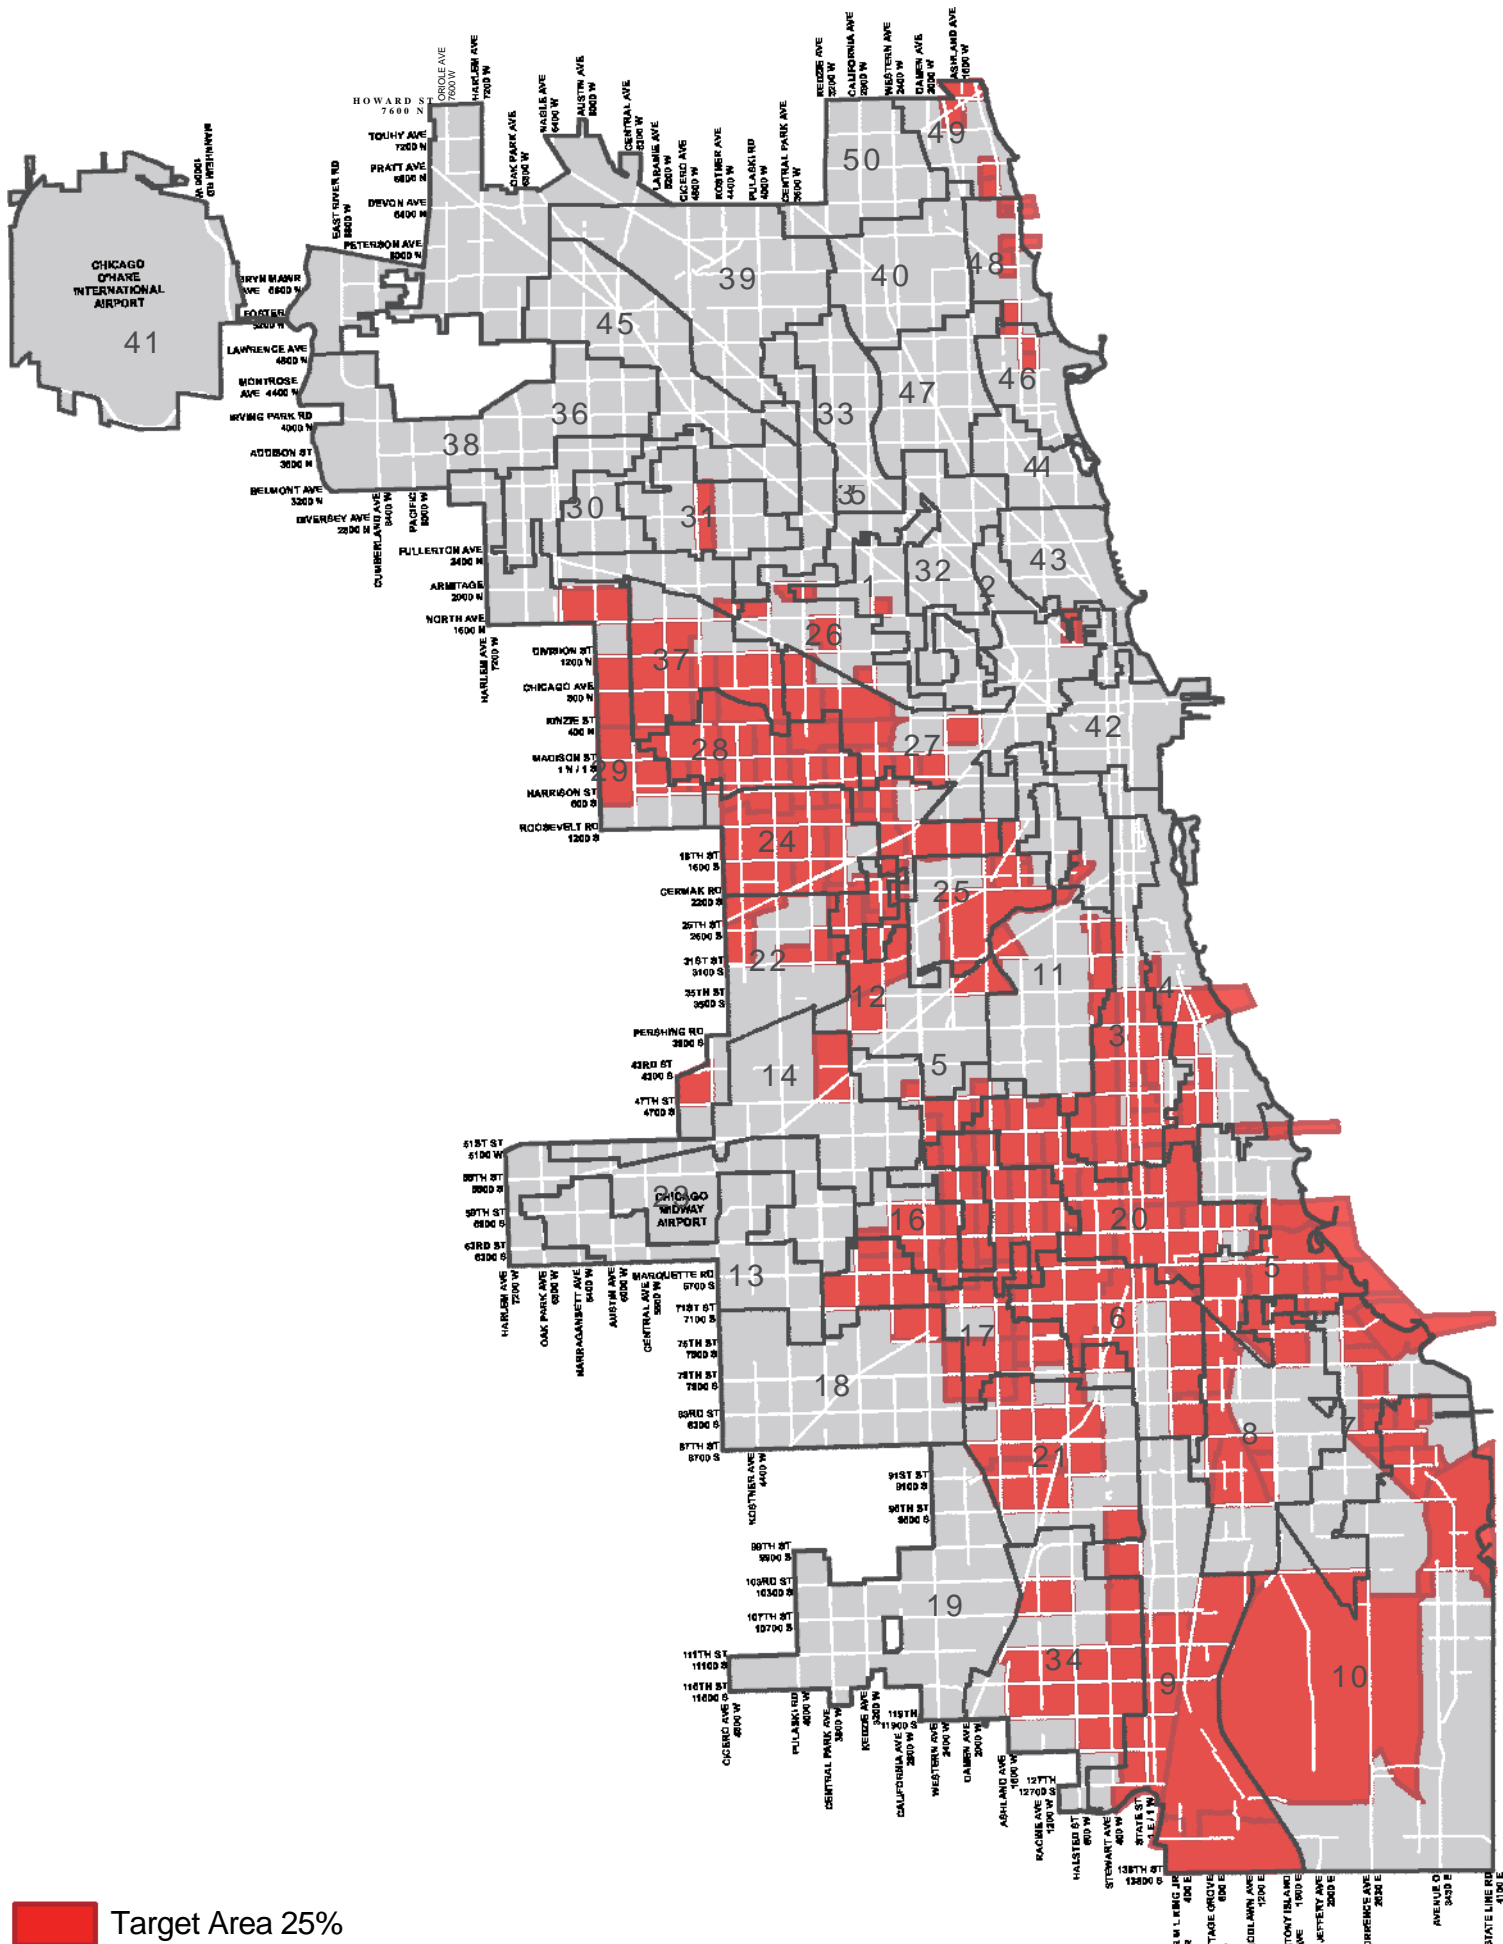 HOWARD ST
7600 N
ORIOLE AVE
7600 W
HARLEM AVE
7200 W
OAK PARK AVE
6800 W
NAGLE AVE
6400 W
AUSTIN AVE
6000 W
CENTRAL AVE
LARAMIE AVE
5200 W
CICERO AVE
4800 W
KOSTNER AVE
4400 W
PULASKI RD
4000 W
CENTRAL PARK AVE
3600 W
KEDZIE AVE
3200 W
CALIFORNIA AVE
2800 W
WESTERN AVE
2400 W
DAMEN AVE
2000 W
ASHLAND AVE
1600 W
TOUHY AVE
7200 N
PRATT AVE
6800 N
DEVON AVE
6400 N
PETERSON AVE
6000 N
MANNHEIM RD
10000 W
EAST RIVER RD
8800 W
BRYN MAWR
AVE 5600 N
FOSTER
5200 N
LAWRENCE AVE
4800 N
MONTROSE
AVE 4400 N
IRVING PARK RD
4000 N
ADDISON ST
3600 N
BELMONT AVE
3200 N
DIVERSEY AVE
2800 N
CUMBERLAND AVE
8400 W
PACIFIC
8000 W
FULLERTON AVE
2400 N
ARMITAGE
2000 N
NORTH AVE
1600 N
HARLEM AVE
7200 W
DIVISION ST
1200 N
CHICAGO AVE
800 N
KINZIE ST
400 N
MADISON ST
1 N / 1 S
HARRISON ST
600 S
ROOSEVELT RD
1200 S
16TH ST
1600 S
CERMAK RD
2200 S
26TH ST
2600 S
31ST ST
3100 S
35TH ST
3500 S
PERSHING RD
3900 S
43RD ST
4300 S
47TH ST
4700 S
51ST ST
5100 W
55TH ST
5500 S
59TH ST
63RD ST
6300 S
HARLEM AVE
7200 W
OAK PARK AVE
6800 W
NARRAGANSETT AVE
6400 W
AUSTIN AVE
6000 W
CENTRAL AVE
5600 W
MARQUETTE RD
6700 S
71ST ST
7100 S
75TH ST
7500 S
79TH ST
7900 S
83RD ST
8300 S
87TH ST
8700 S
KOSTNER AVE
4400 W
91ST ST
9100 S
95TH ST
9500 S
99TH ST
9900 S
103RD ST
10300 S
107TH ST
10700 S
111TH ST
11100 S
115TH ST
11500 S
CICERO AVE
4800 W
PULASKI RD
4000 W
CENTRAL PARK AVE
3600 W
KEDZIE AVE
3200 W
119TH
11900 S
CALIFORNIA AVE
2800 W
WESTERN AVE
2400 W
DAMEN AVE
2000 W
ASHLAND AVE
1600 W
127TH
12700 S
RACINE AVE
1200 W
HALSTED ST
800 W
STEWART AVE
400 W
STATE ST
1 E / 1 W
138TH ST
13800 S
400 E
800 E
1200 E
1600 E
JEFFERY AVE
2000 E
AVENUE O
STATE LINE RD
4100 E
CHICAGO
O'HARE
INTERNATIONAL
AIRPORT
41
50
49
39
40
48
45
47
46
36
33
38
44
30
31
35
43
32
1
2
26
37
42
27
28
29
24
25
2
22
11
12
4
3
14
15
23
CHICAGO
MIDWAY
AIRPORT
16
20
13
5
6
17
18
7
8
21
19
34
9
10
Target Area 25%